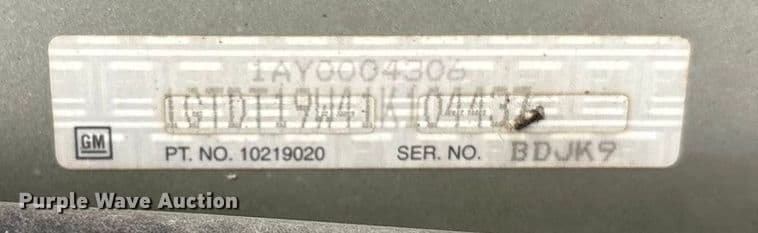 1AY0004306
1GTDT19W41K104437
GM
PT. NO. 10219020 SER. NO. BDJK9
Purple Wave Auction